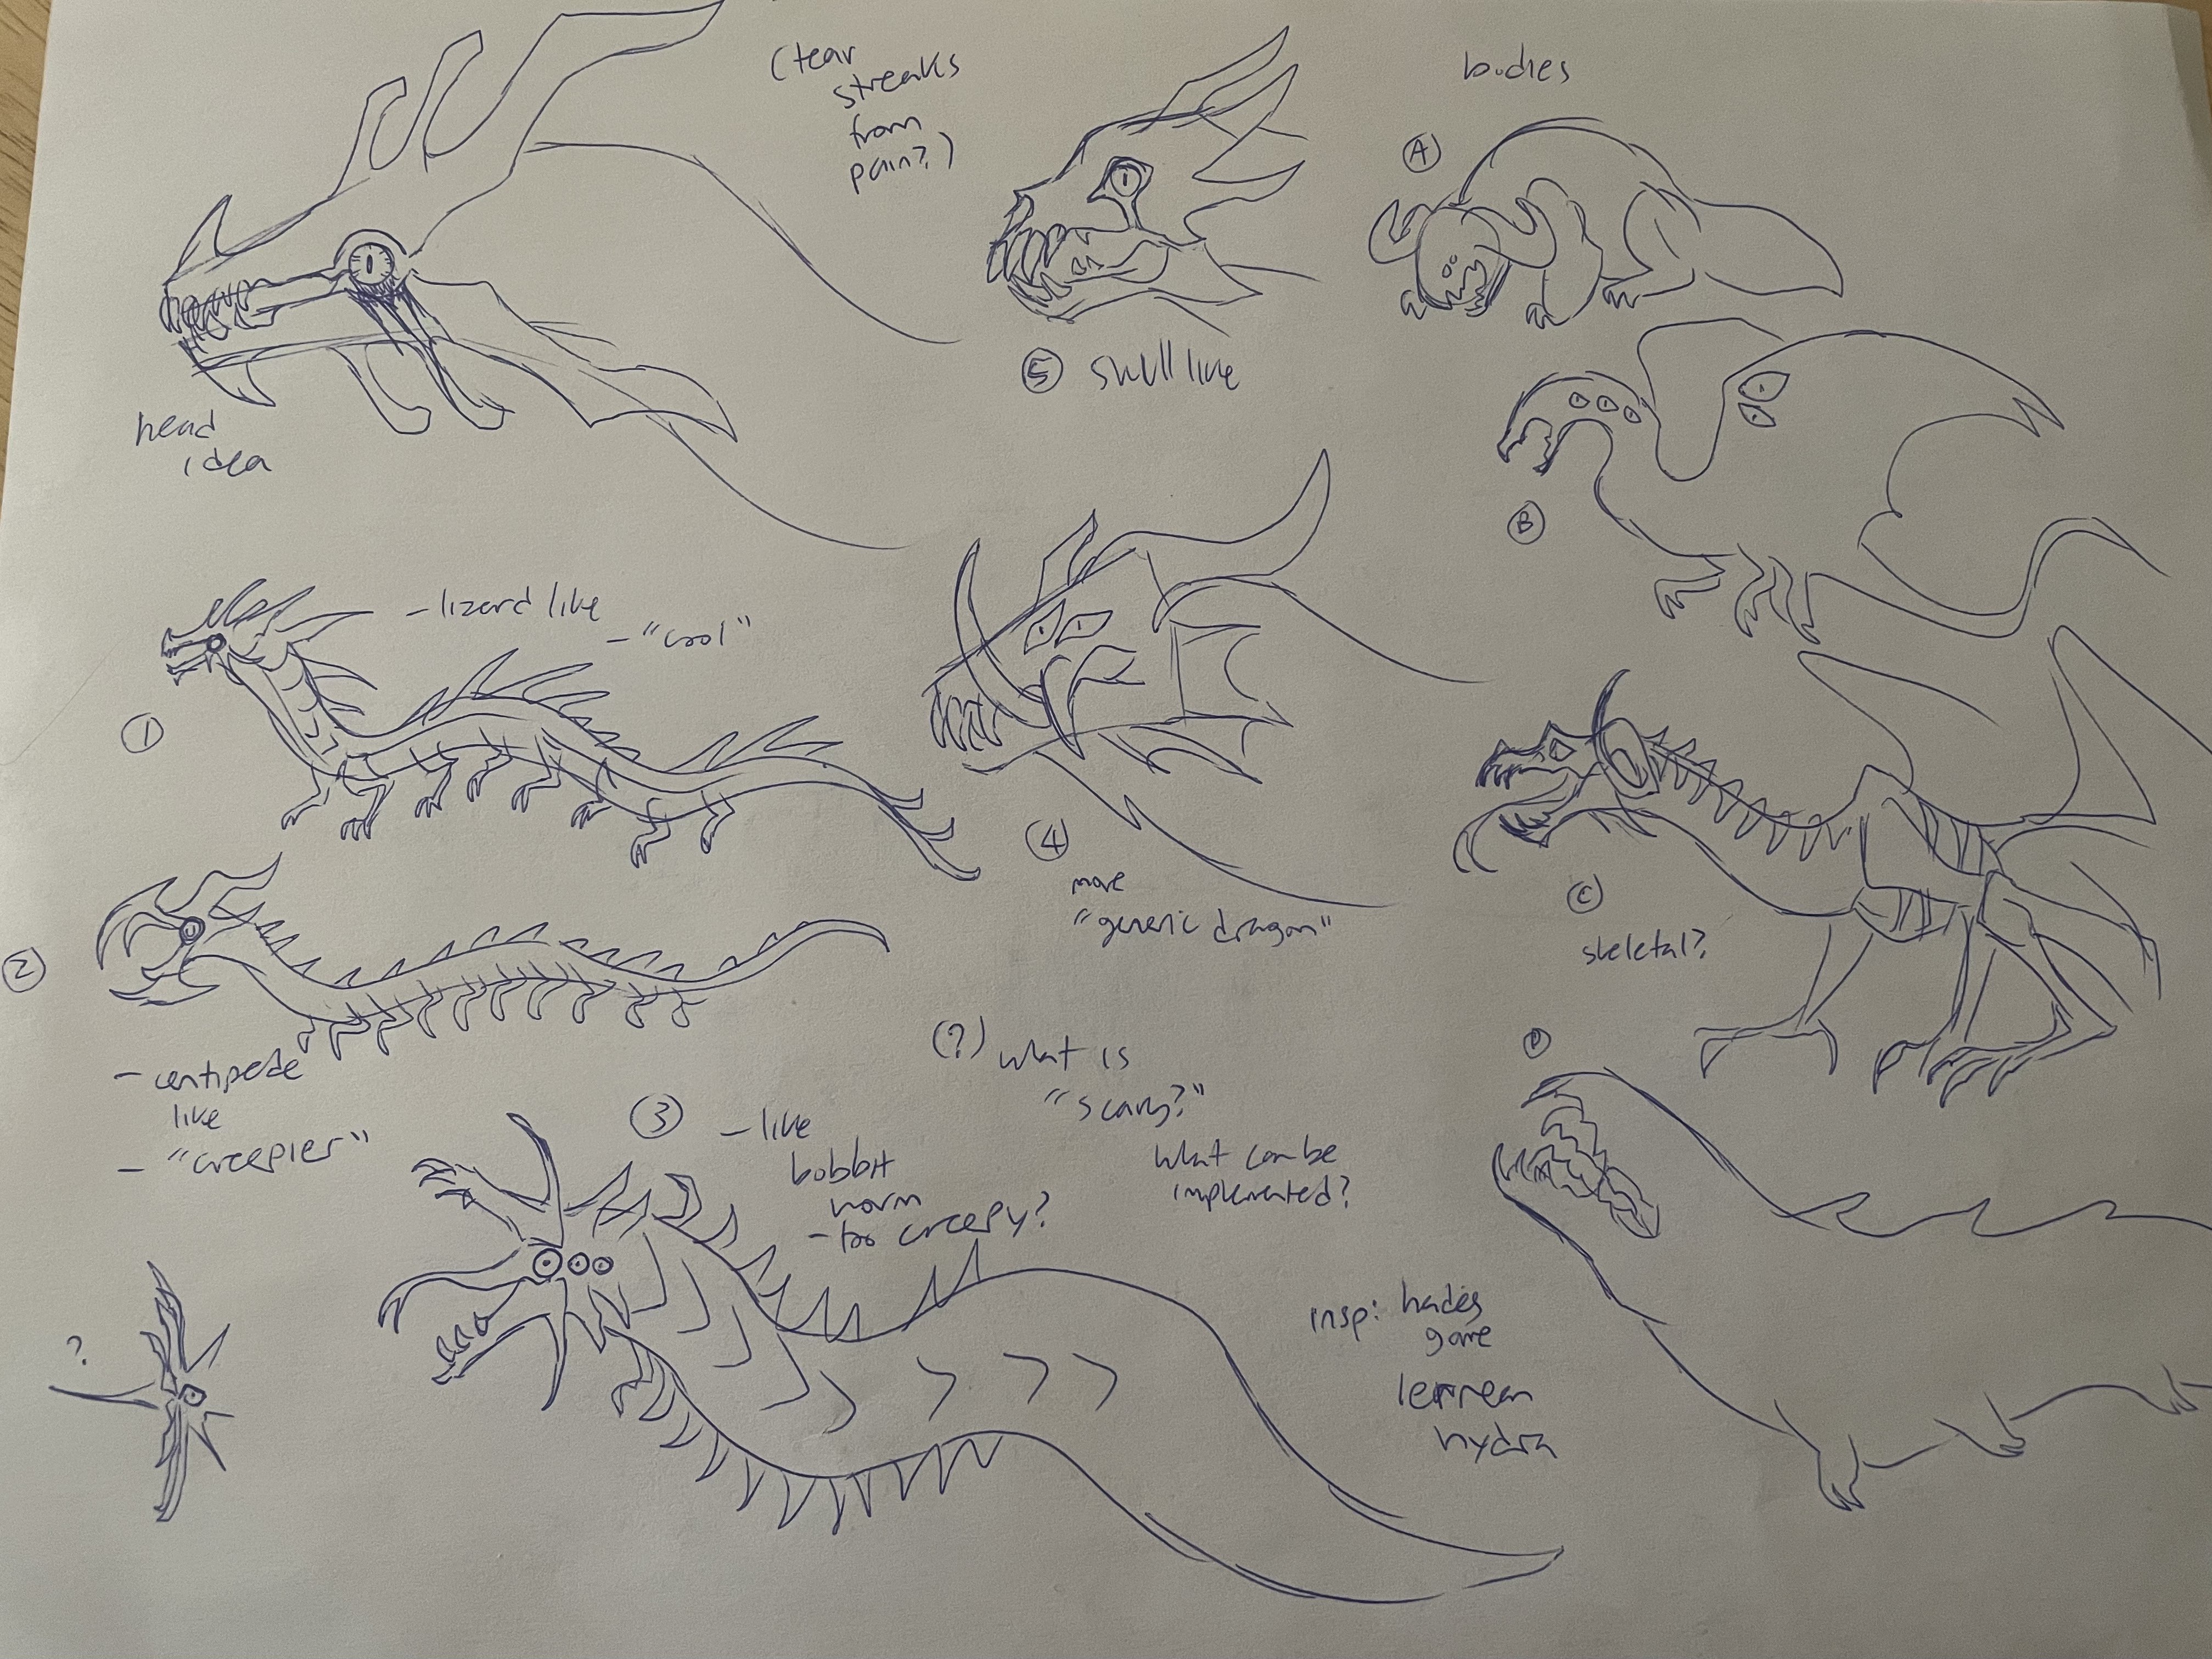 (tear
streaks
from
pain?)
head
idea
5 skull like
bodies
A
B
1
- lizard like
- "cool"
2
- centipede
like
- "creepier"
4
more
"generic dragon"
C
skeletal?
D
(?) what is
"scary?"
what can be
implemented?
3
- like
bobbit
worm
- too creepy?
?
insp: hades
game
lernean
hydra